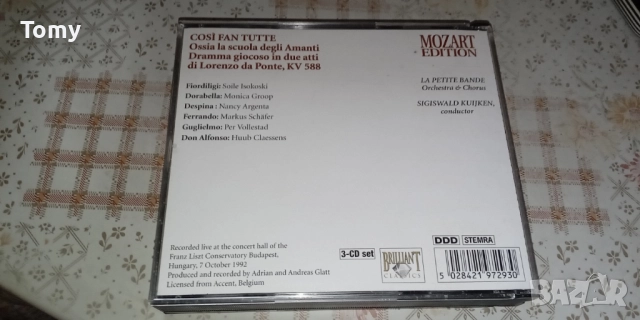 Tomy
COSÌ FAN TUTTE
Ossia la scuola degli Amanti
Dramma giocoso in due atti
di Lorenzo da Ponte, KV 588
Fiordiligi: Soile Isokoski
Dorabella: Monica Groop
Despina: Nancy Argenta
Ferrando: Markus Schäfer
Guglielmo: Per Vollestad
Don Alfonso: Huub Claessens
MOZART
EDITION
LA PETITE BANDE
Orchestra & Chorus
SIGISWALD KUIJKEN,
conductor
Recorded live at the concert hall of the
Franz Liszt Conservatory Budapest,
Hungary, 7 October 1992
Produced and recorded by Adrian and Andreas Glatt
Licensed from Accent, Belgium
3-CD set
BRILLIANT
CLASSICS
DDD STEMRA
5 028421 972930
BAZAR.bg